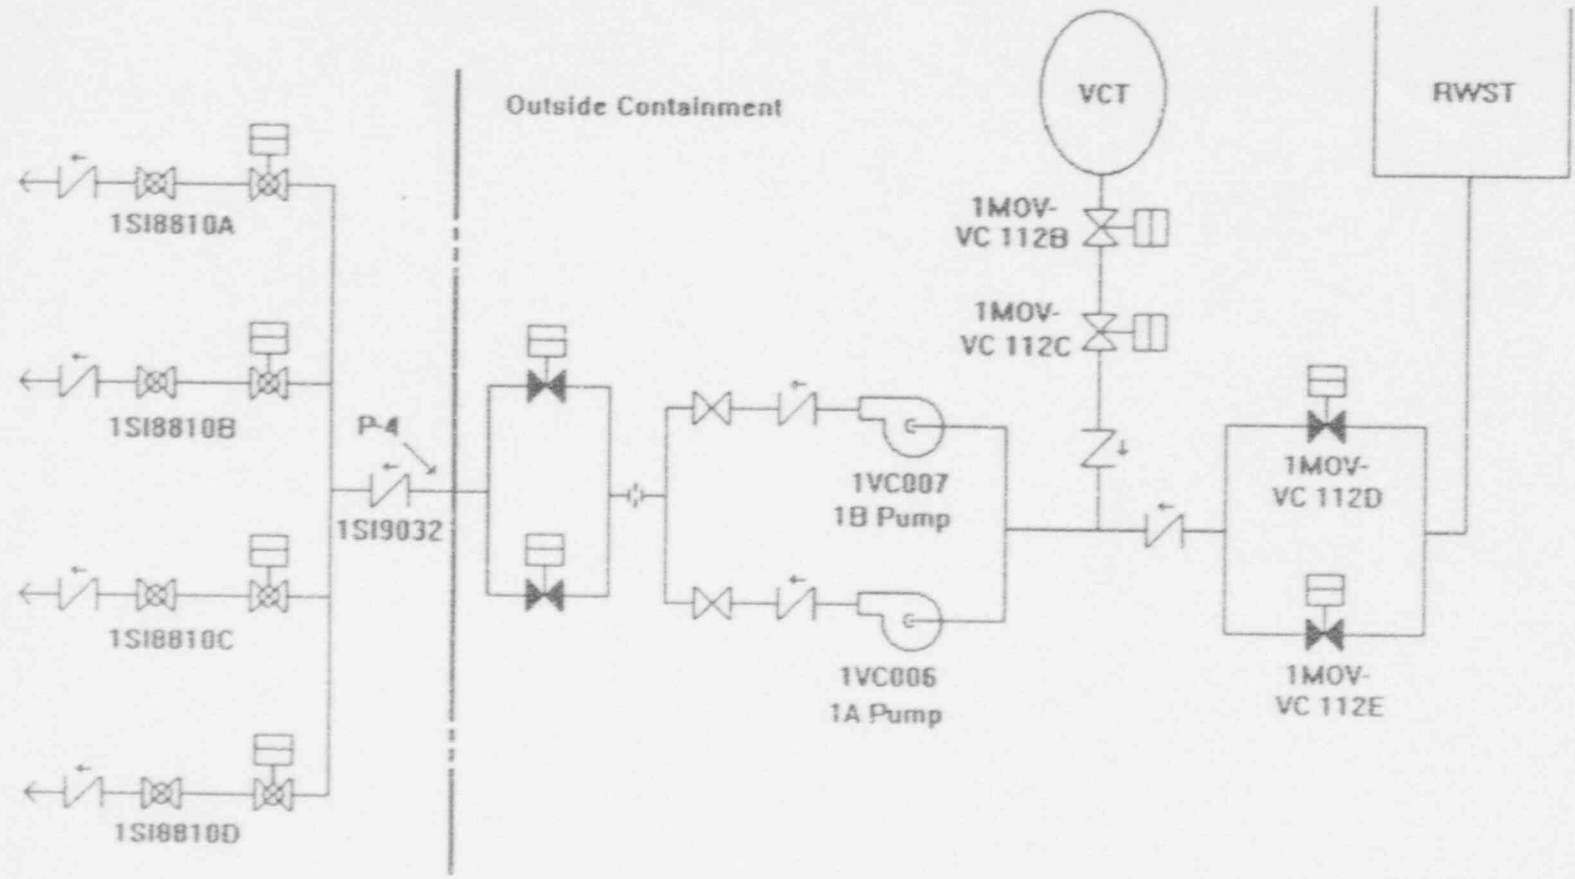 Outside Containment
VCT
RWST
1SI8810A
1MOV-
VC 112B
1MOV-
VC 112C
1SI8810B
P-4
1SI9032
1VC007
1B Pump
1MOV-
VC 112D
1SI8810C
1VC006
1A Pump
1MOV-
VC 112E
1SI8810D